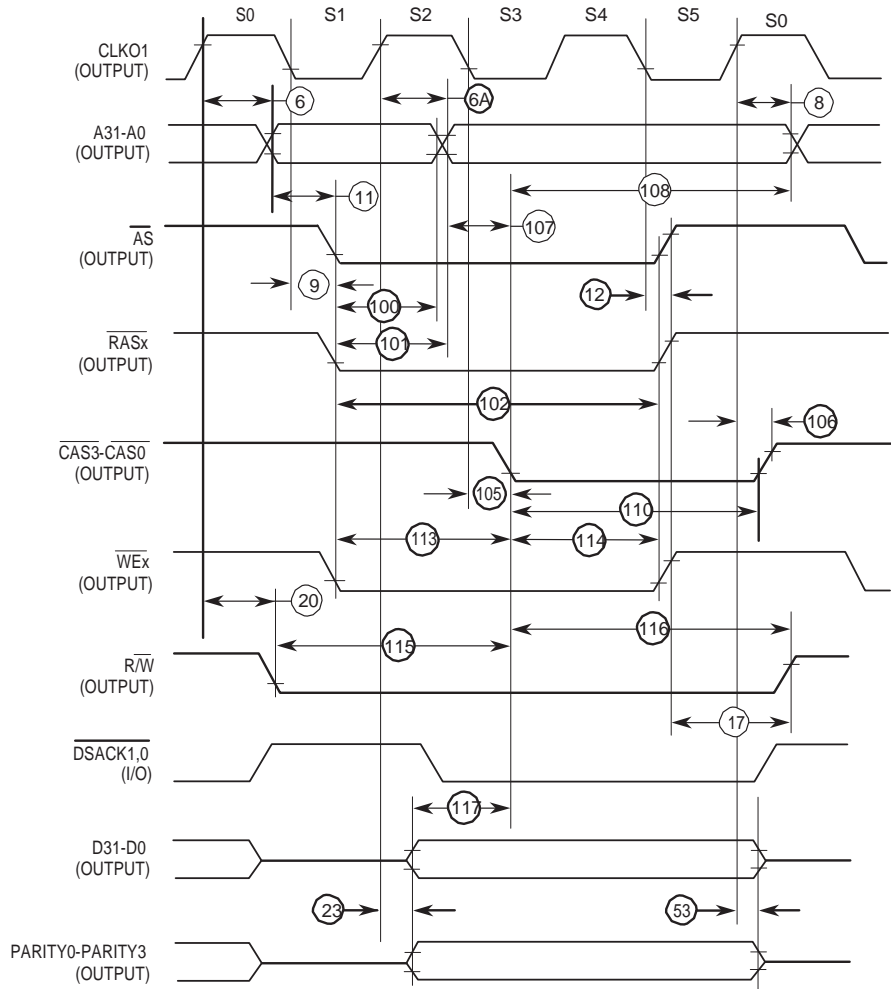 S0 S1 S2 S3 S4 S5 S0
CLKO1
(OUTPUT)
6 6A 8
A31-A0
(OUTPUT)
11 108
107
AS
(OUTPUT)
9 12
100
RASx
(OUTPUT)
101
102
106
CAS3-CAS0
(OUTPUT)
105
110
113 114
WEx
(OUTPUT)
20
115 116
R/W
(OUTPUT)
17
DSACK1,0
(I/O)
117
D31-D0
(OUTPUT)
23 53
PARITY0-PARITY3
(OUTPUT)